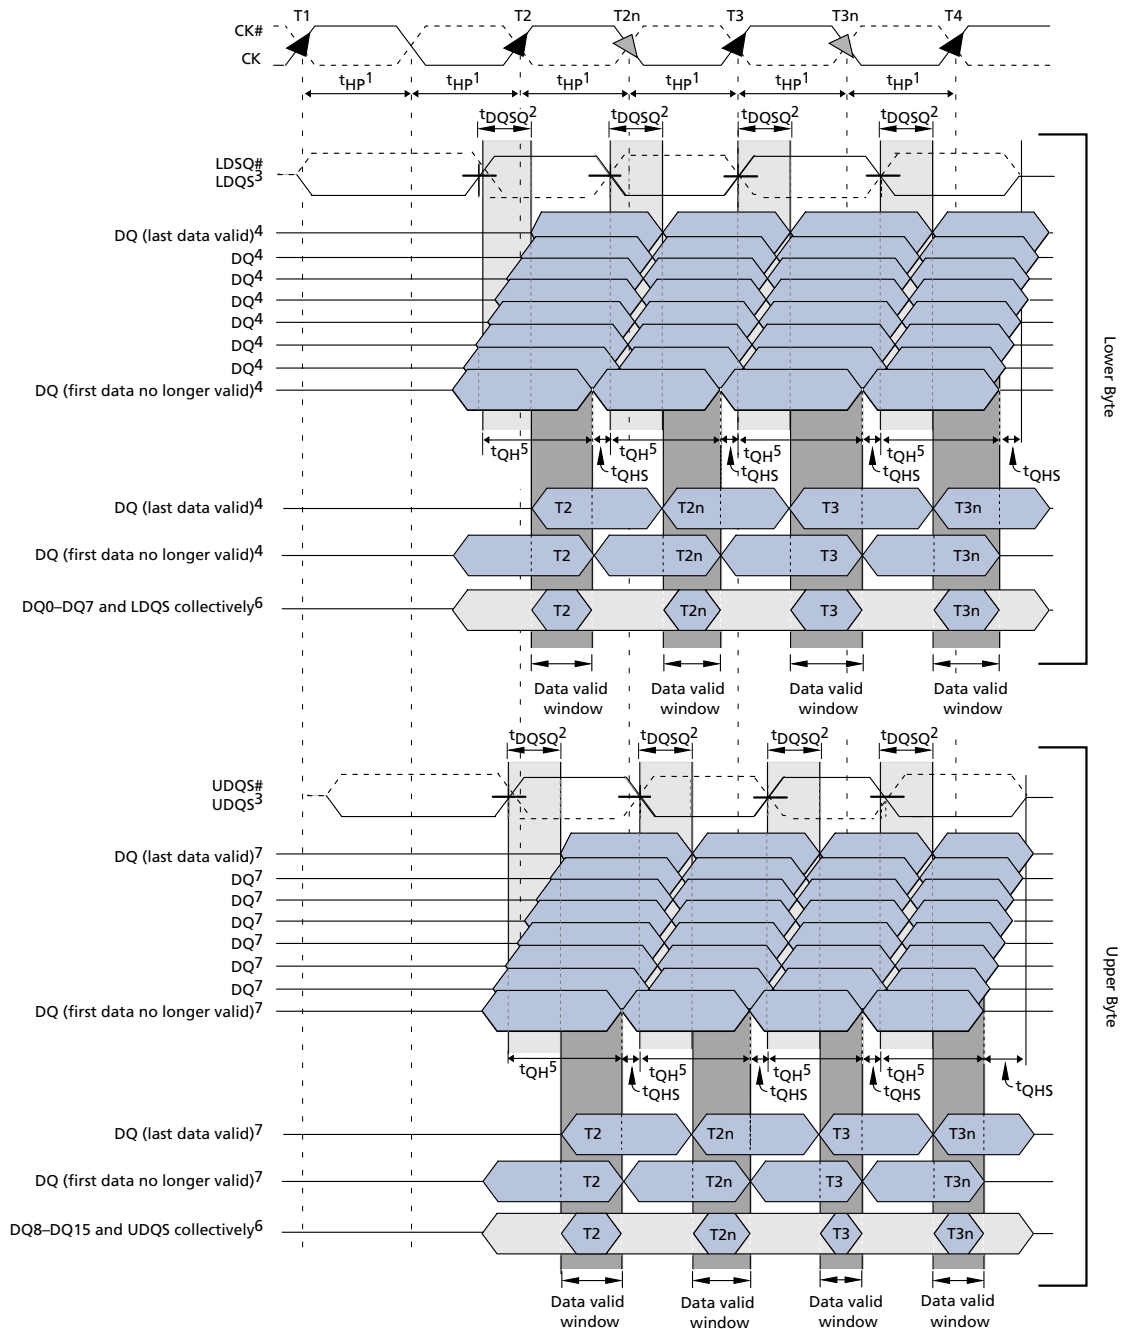 T1 T2 T2n T3 T3n T4
CK#
CK
tHP1 tHP1 tHP1 tHP1 tHP1 tHP1
tDQSQ2 tDQSQ2 tDQSQ2 tDQSQ2
LDSQ#
LDQS3
DQ (last data valid)4
DQ4
DQ4
DQ4
DQ4
DQ4
DQ4
DQ (first data no longer valid)4
Lower Byte
tQH5 tQH5 tQH5 tQH5
tQHS tQHS tQHS tQHS
DQ (last data valid)4 T2 T2n T3 T3n
DQ (first data no longer valid)4 T2 T2n T3 T3n
DQ0–DQ7 and LDQS collectively6 T2 T2n T3 T3n
Data valid window Data valid window Data valid window Data valid window
tDQSQ2 tDQSQ2 tDQSQ2 tDQSQ2
UDQS#
UDQS3
DQ (last data valid)7
DQ7
DQ7
DQ7
DQ7
DQ7
DQ7
DQ (first data no longer valid)7
Upper Byte
tQH5 tQH5 tQH5 tQH5
tQHS tQHS tQHS tQHS
DQ (last data valid)7 T2 T2n T3 T3n
DQ (first data no longer valid)7 T2 T2n T3 T3n
DQ8–DQ15 and UDQS collectively6 T2 T2n T3 T3n
Data valid window Data valid window Data valid window Data valid window